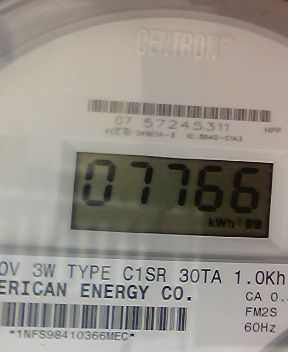 CENTRON
07 57245311 HPP
07766
kWh
0V 3W TYPE C1SR 30TA 1.0Kh
ERICAN ENERGY CO. CA 0.
FM2S
*1NFS98410366MEC* 60Hz